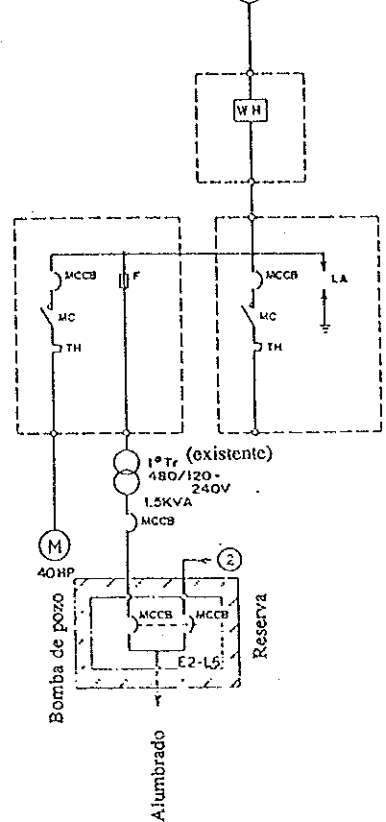 WH
MCCB
F
MCCB
LA
MC
MC
TH
TH
1⌀Tr (existente)
480/120-
240V
1.5KVA
MCCB
M
40HP
2
MCCB
MCCB
E2-L5
Bomba de pozo
Reserva
Alumbrado